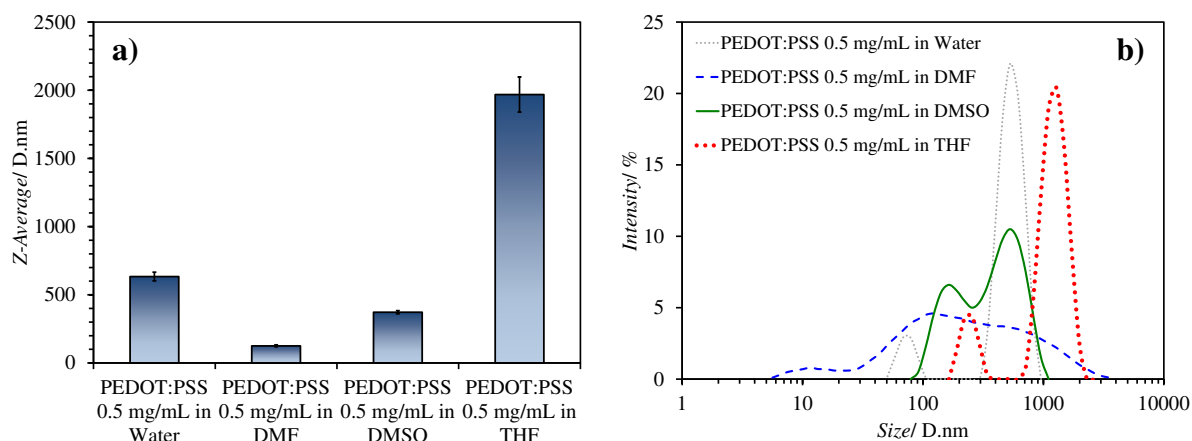 a)
Z-Average/ D.nm
2500
2000
1500
1000
500
0
PEDOT:PSS
0.5 mg/mL in
Water
PEDOT:PSS
0.5 mg/mL in
DMF
PEDOT:PSS
0.5 mg/mL in
DMSO
PEDOT:PSS
0.5 mg/mL in
THF
b)
Intensity/ %
25
20
15
10
5
0
PEDOT:PSS 0.5 mg/mL in Water
PEDOT:PSS 0.5 mg/mL in DMF
PEDOT:PSS 0.5 mg/mL in DMSO
PEDOT:PSS 0.5 mg/mL in THF
1 10 100 1000 10000
Size/ D.nm